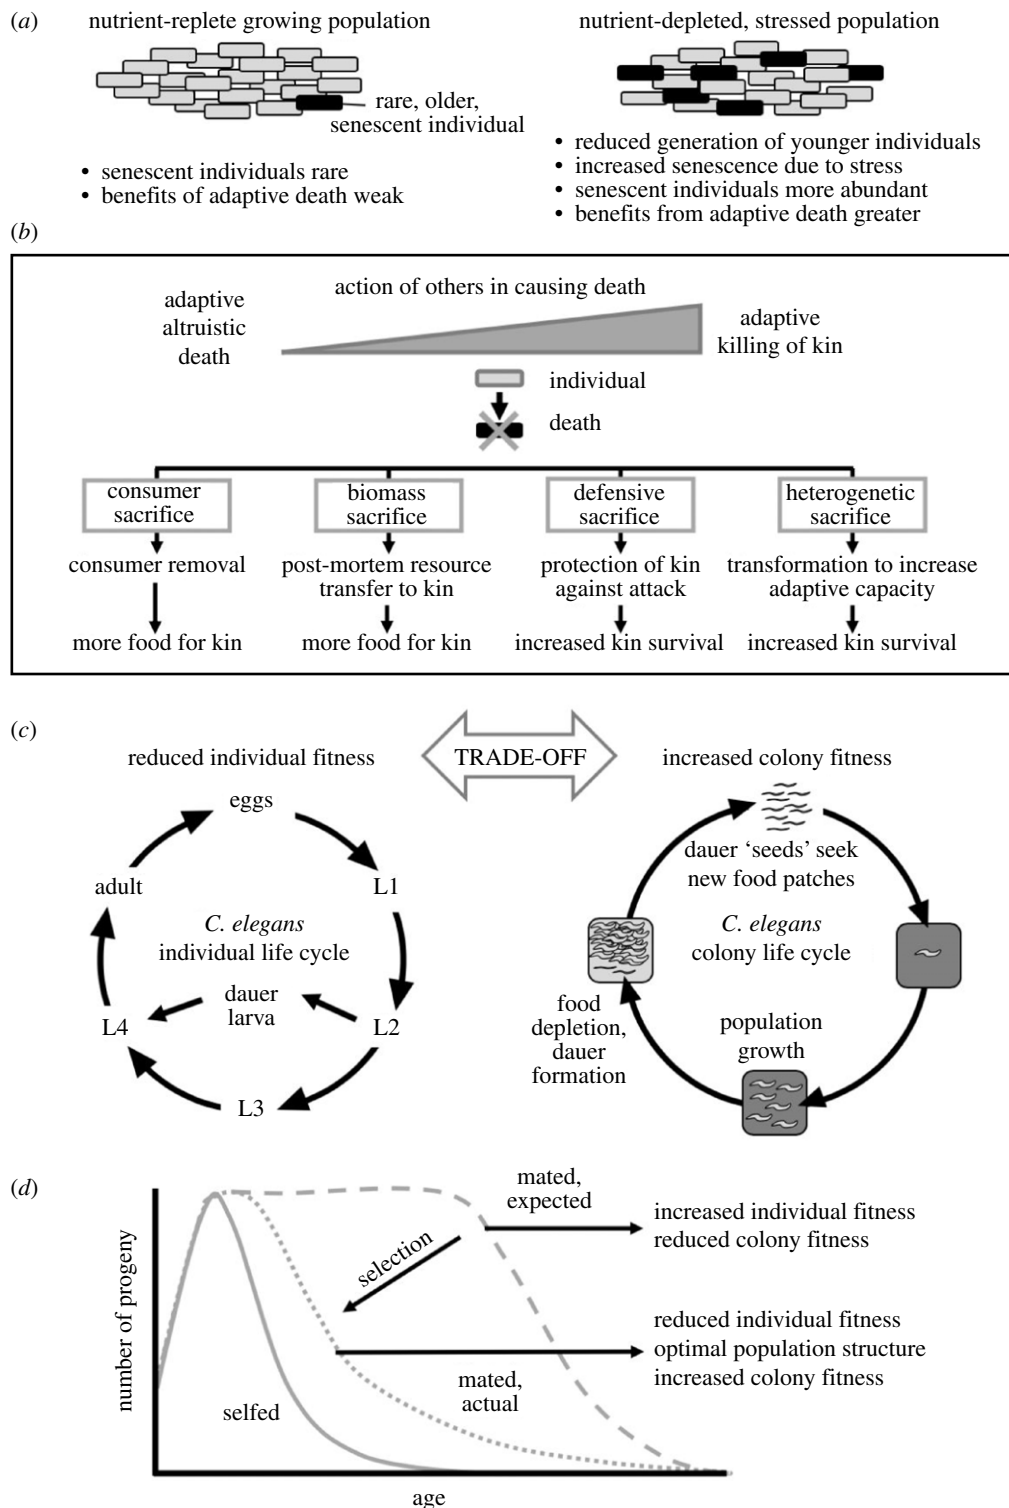 (a)
nutrient-replete growing population
rare, older,
senescent individual
• senescent individuals rare
• benefits of adaptive death weak
nutrient-depleted, stressed population
• reduced generation of younger individuals
• increased senescence due to stress
• senescent individuals more abundant
• benefits from adaptive death greater
(b)
action of others in causing death
adaptive
altruistic
death
adaptive
killing of kin
individual
death
consumer
sacrifice
consumer removal
more food for kin
biomass
sacrifice
post-mortem resource
transfer to kin
more food for kin
defensive
sacrifice
protection of kin
against attack
increased kin survival
heterogenetic
sacrifice
transformation to increase
adaptive capacity
increased kin survival
(c)
TRADE-OFF
reduced individual fitness
eggs
L1
L2
L3
L4
adult
dauer
larva
C. elegans
individual life cycle
increased colony fitness
dauer ‘seeds’ seek
new food patches
C. elegans
colony life cycle
population
growth
food
depletion,
dauer
formation
(d)
number of progeny
age
selfed
mated,
actual
mated,
expected
selection
increased individual fitness
reduced colony fitness
reduced individual fitness
optimal population structure
increased colony fitness